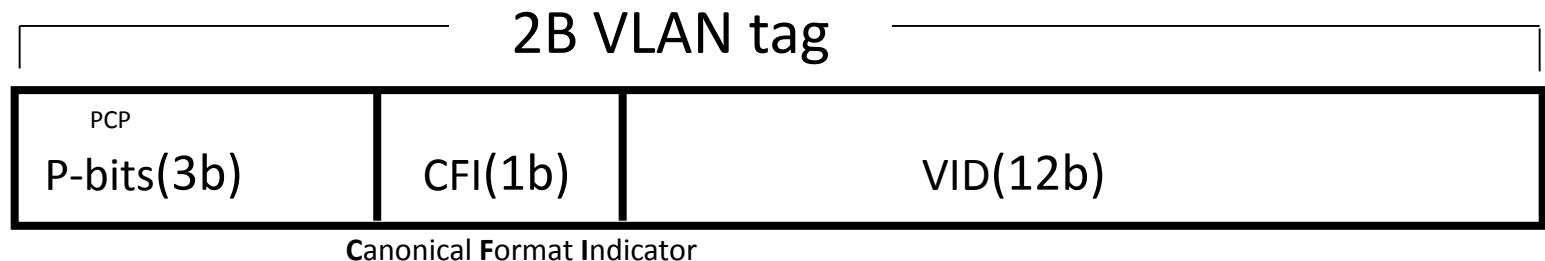 2B VLAN tag
PCP
P-bits(3b) CFI(1b) VID(12b)
Canonical Format Indicator